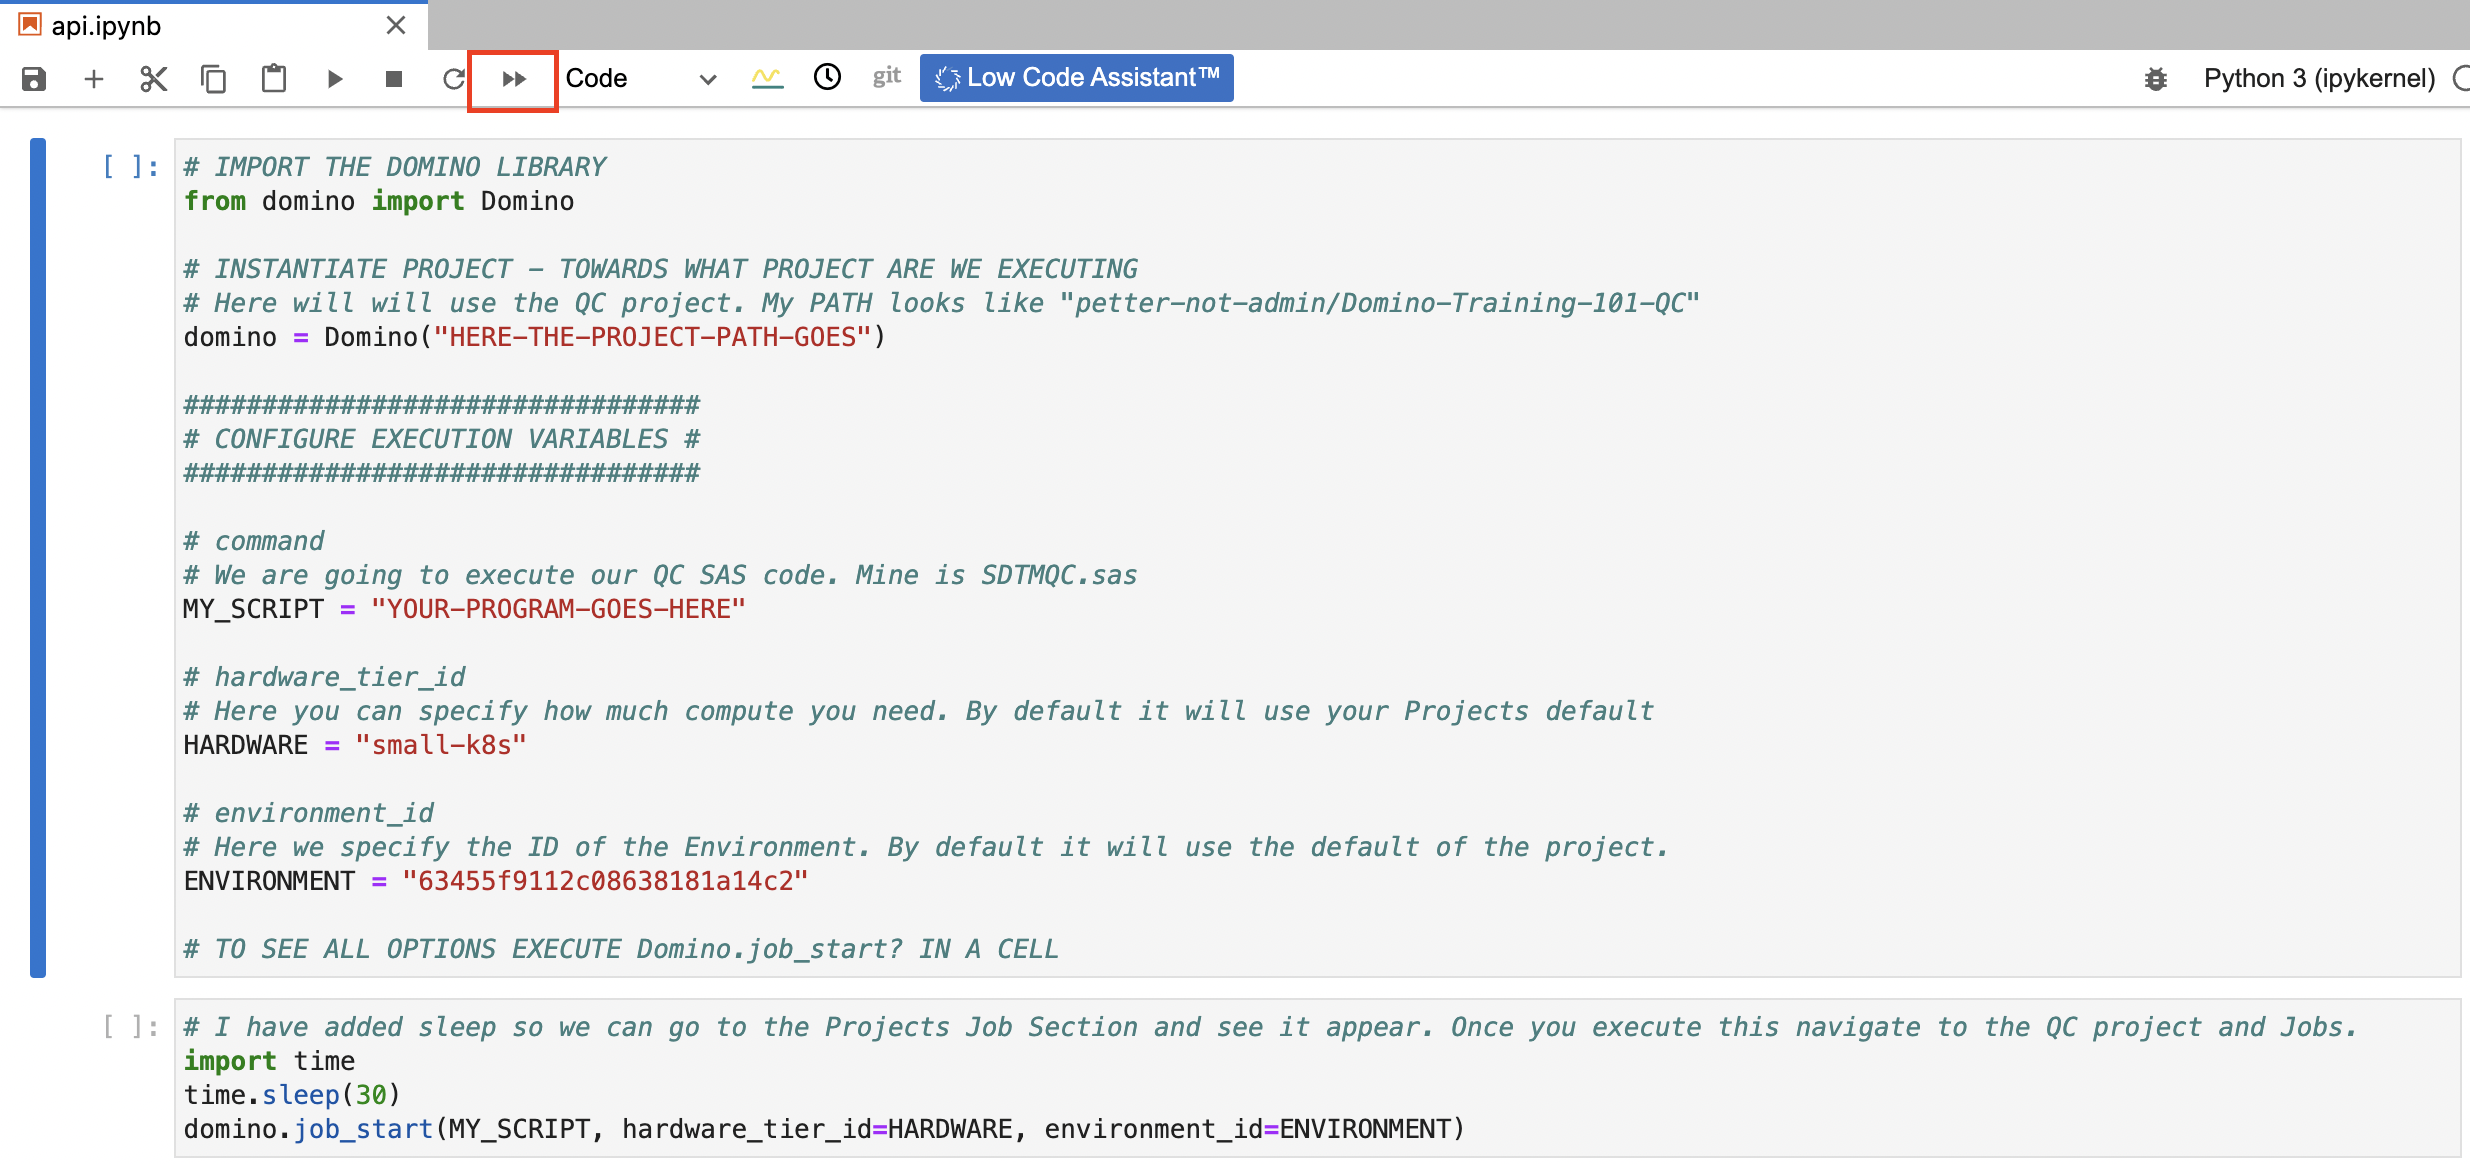 api.ipynb
Code
git
Low Code Assistant™
Python 3 (ipykernel)
[ ]:
# IMPORT THE DOMINO LIBRARY
from domino import Domino
# INSTANTIATE PROJECT - TOWARDS WHAT PROJECT ARE WE EXECUTING
# Here will will use the QC project. My PATH looks like "petter-not-admin/Domino-Training-101-QC"
domino = Domino("HERE-THE-PROJECT-PATH-GOES")
#################################
# CONFIGURE EXECUTION VARIABLES #
#################################
# command
# We are going to execute our QC SAS code. Mine is SDTMQC.sas
MY_SCRIPT = "YOUR-PROGRAM-GOES-HERE"
# hardware_tier_id
# Here you can specify how much compute you need. By default it will use your Projects default
HARDWARE = "small-k8s"
# environment_id
# Here we specify the ID of the Environment. By default it will use the default of the project.
ENVIRONMENT = "63455f9112c08638181a14c2"
# TO SEE ALL OPTIONS EXECUTE Domino.job_start? IN A CELL
[ ]:
# I have added sleep so we can go to the Projects Job Section and see it appear. Once you execute this navigate to the QC project and Jobs.
import time
time.sleep(30)
domino.job_start(MY_SCRIPT, hardware_tier_id=HARDWARE, environment_id=ENVIRONMENT)